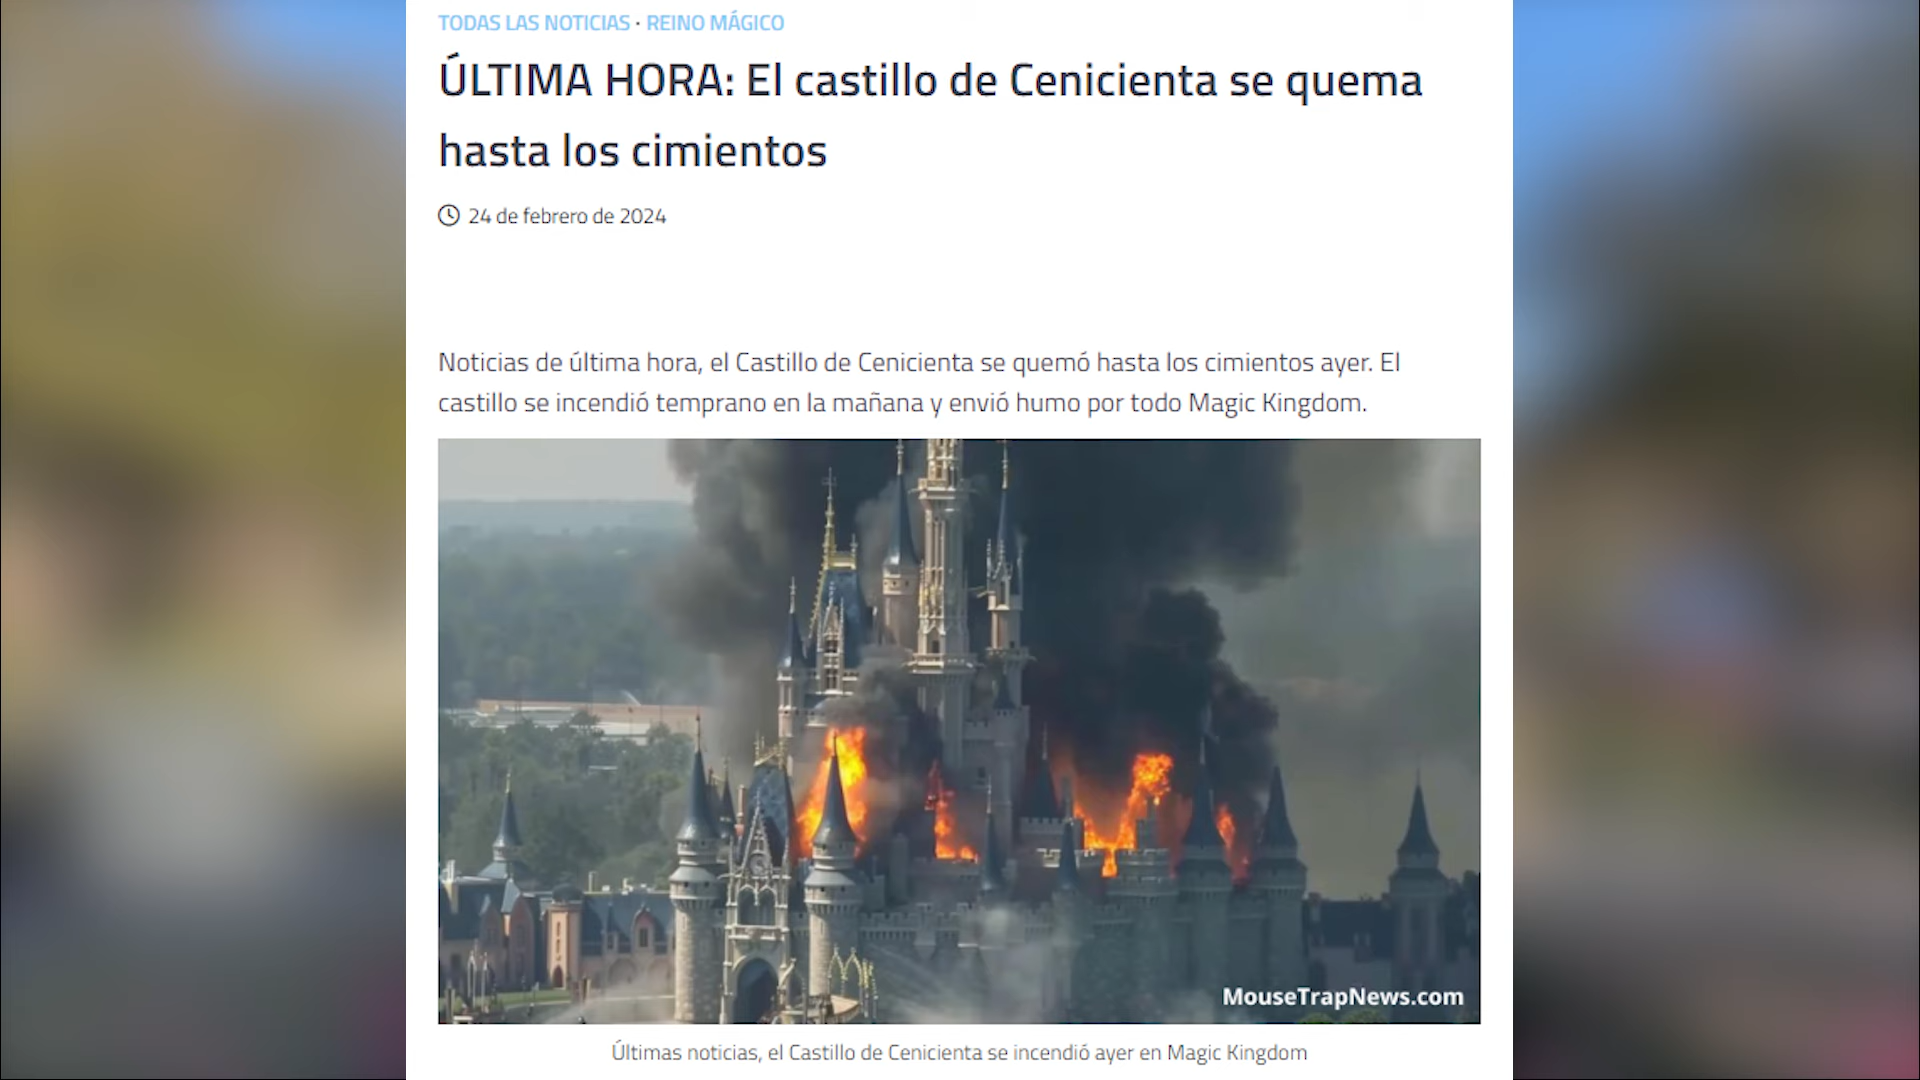 TODAS LAS NOTICIAS · REINO MÁGICO
ÚLTIMA HORA: El castillo de Cenicienta se quema
hasta los cimientos
24 de febrero de 2024
Noticias de última hora, el Castillo de Cenicienta se quemó hasta los cimientos ayer. El
castillo se incendió temprano en la mañana y envió humo por todo Magic Kingdom.
MouseTrapNews.com
Últimas noticias, el Castillo de Cenicienta se incendió ayer en Magic Kingdom